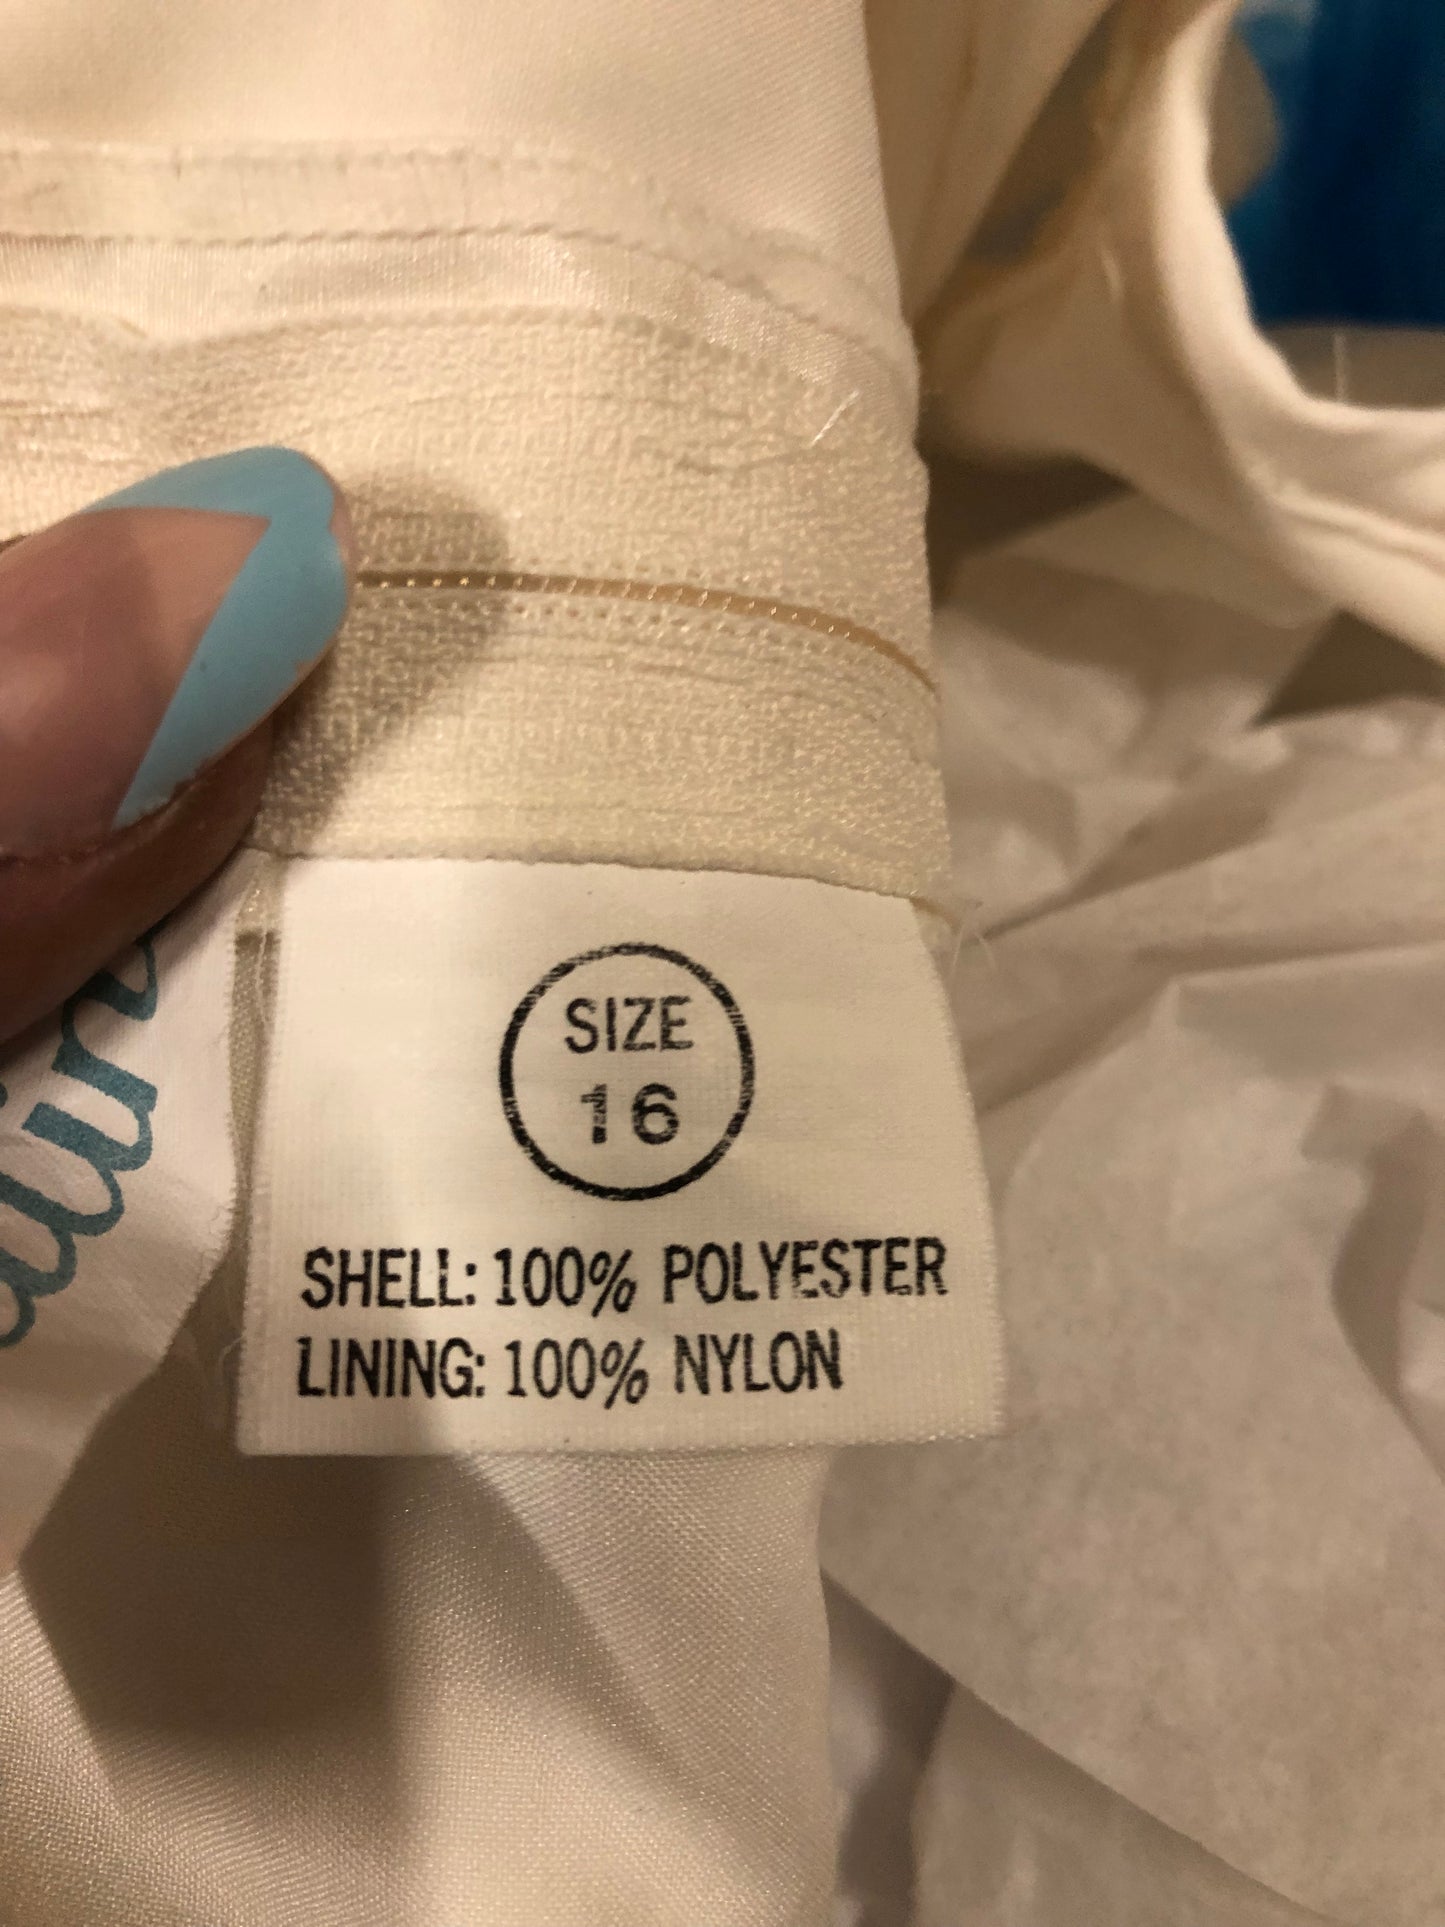 SIZE
16
SHELL: 100% POLYESTER
LINING: 100% NYLON